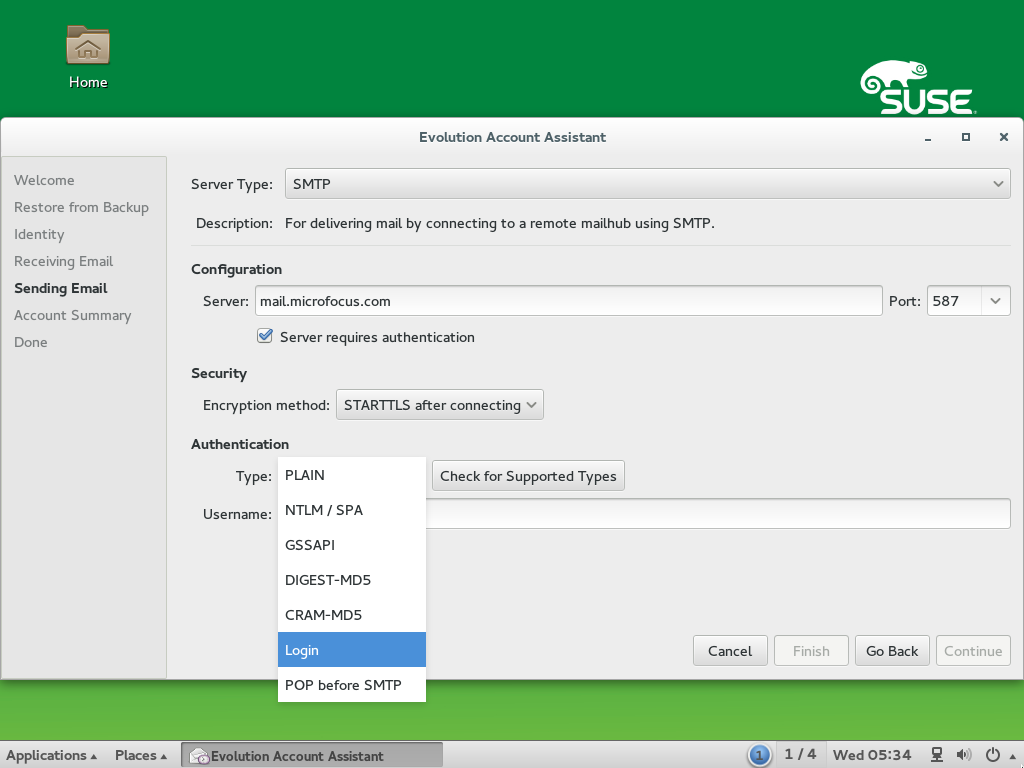 Home
SUSE
Evolution Account Assistant
Welcome
Restore from Backup
Identity
Receiving Email
Sending Email
Account Summary
Done
Server Type: SMTP
Description: For delivering mail by connecting to a remote mailhub using SMTP.
Configuration
Server: mail.microfocus.com Port: 587
Server requires authentication
Security
Encryption method: STARTTLS after connecting
Authentication
Type: PLAIN Check for Supported Types
NTLM / SPA
Username:
GSSAPI
DIGEST-MD5
CRAM-MD5
Login
POP before SMTP
Cancel Finish Go Back Continue
Applications Places Evolution Account Assistant 1 1 / 4 Wed 05:34